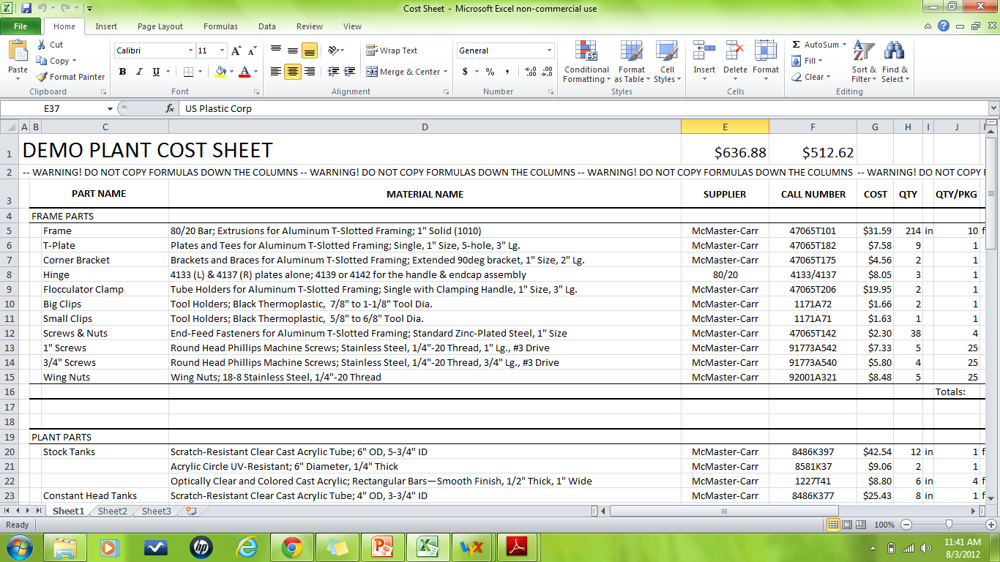 Cost Sheet - Microsoft Excel non-commercial use
File Home Insert Page Layout Formulas Data Review View
Paste Cut Copy Format Painter
Clipboard
Calibri 11 A A
B I U A
Font
Wrap Text
Merge & Center
Alignment
General
$ % , .0 .00 .00 .0
Number
Conditional Formatting Format as Table Cell Styles
Styles
Insert Delete Format
Cells
Σ AutoSum Fill Clear Sort & Filter Find & Select
Editing
E37 fx US Plastic Corp
A B C D E F G H I J
1 DEMO PLANT COST SHEET $636.88 $512.62
2 -- WARNING! DO NOT COPY FORMULAS DOWN THE COLUMNS -- WARNING! DO NOT COPY FORMULAS DOWN THE COLUMNS -- WARNING! DO NOT COPY FORMULAS DOWN THE COLUMNS -- WARNING! DO NOT COPY
3 PART NAME MATERIAL NAME SUPPLIER CALL NUMBER COST QTY QTY/PKG
4 FRAME PARTS
5 Frame 80/20 Bar; Extrusions for Aluminum T-Slotted Framing; 1" Solid (1010) McMaster-Carr 47065T101 $31.59 214 in 10 f
6 T-Plate Plates and Tees for Aluminum T-Slotted Framing; Single, 1" Size, 5-hole, 3" Lg. McMaster-Carr 47065T182 $7.58 9 1
7 Corner Bracket Brackets and Braces for Aluminum T-Slotted Framing; Extended 90deg bracket, 1" Size, 2" Lg. McMaster-Carr 47065T175 $4.56 2 1
8 Hinge 4133 (L) & 4137 (R) plates alone; 4139 or 4142 for the handle & endcap assembly 80/20 4133/4137 $8.05 3 1
9 Flocculator Clamp Tube Holders for Aluminum T-Slotted Framing; Single with Clamping Handle, 1" Size, 3" Lg. McMaster-Carr 47065T206 $19.95 2 1
10 Big Clips Tool Holders; Black Thermoplastic, 7/8" to 1-1/8" Tool Dia. McMaster-Carr 1171A72 $1.66 2 1
11 Small Clips Tool Holders; Black Thermoplastic, 5/8" to 6/8" Tool Dia. McMaster-Carr 1171A71 $1.63 1 1
12 Screws & Nuts End-Feed Fasteners for Aluminum T-Slotted Framing; Standard Zinc-Plated Steel, 1" Size McMaster-Carr 47065T142 $2.30 38 4
13 1" Screws Round Head Phillips Machine Screws; Stainless Steel, 1/4"-20 Thread, 1" Lg., #3 Drive McMaster-Carr 91773A542 $7.33 5 25
14 3/4" Screws Round Head Phillips Machine Screws; Stainless Steel, 1/4"-20 Thread, 3/4" Lg., #3 Drive McMaster-Carr 91773A540 $5.80 4 25
15 Wing Nuts Wing Nuts; 18-8 Stainless Steel, 1/4"-20 Thread McMaster-Carr 92001A321 $8.48 5 25
16 Totals:
17
18
19 PLANT PARTS
20 Stock Tanks Scratch-Resistant Clear Cast Acrylic Tube; 6" OD, 5-3/4" ID McMaster-Carr 8486K397 $42.54 12 in 1 f
21 Acrylic Circle UV-Resistant; 6" Diameter, 1/4" Thick McMaster-Carr 8581K37 $9.06 2 1
22 Optically Clear and Colored Cast Acrylic; Rectangular Bars—Smooth Finish, 1/2" Thick, 1" Wide McMaster-Carr 1227T41 $8.80 6 in 4 f
23 Constant Head Tanks Scratch-Resistant Clear Cast Acrylic Tube; 4" OD, 3-3/4" ID McMaster-Carr 8486K377 $25.43 8 in 1 f
Sheet1 Sheet2 Sheet3
Ready 100%
hp
11:41 AM
8/3/2012